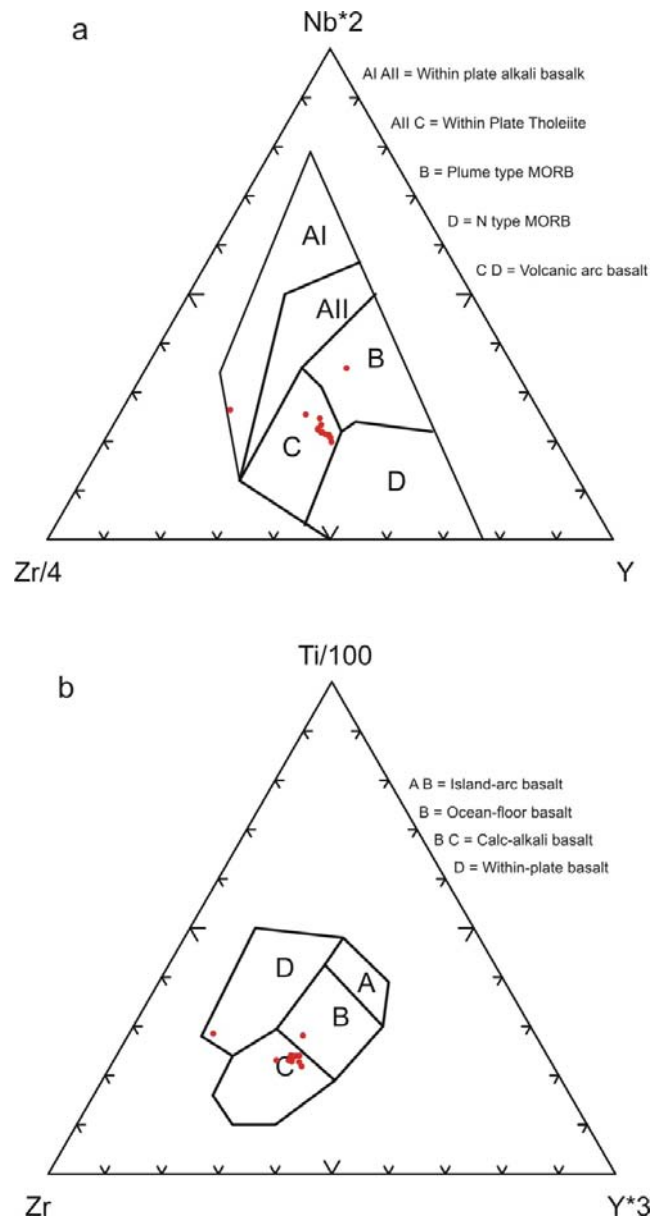 a
Nb*2
AI AII = Within plate alkali basalk
AII C = Within Plate Tholeiite
B = Plume type MORB
D = N type MORB
C D = Volcanic arc basalt
AI
AII
B
C
D
Zr/4
Y
b
Ti/100
A B = Island-arc basalt
B = Ocean-floor basalt
B C = Calc-alkali basalt
D = Within-plate basalt
D
A
B
C
Zr
Y*3